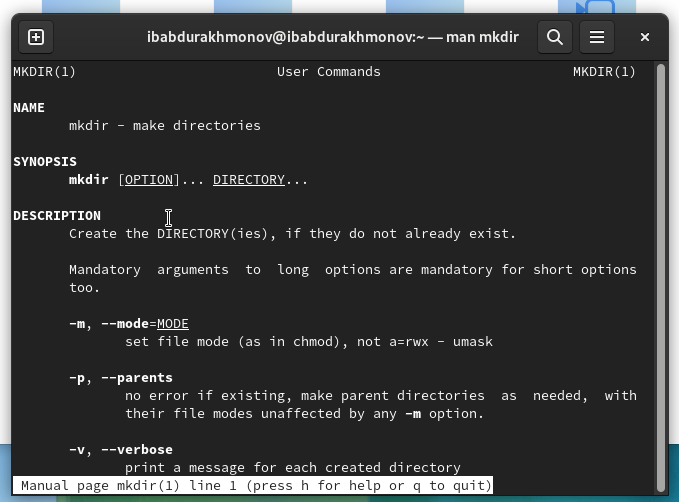 ibabdurakhmonov@ibabdurakhmonov:~ — man mkdir
MKDIR(1) User Commands MKDIR(1)
NAME
mkdir - make directories
SYNOPSIS
mkdir [OPTION]... DIRECTORY...
DESCRIPTION
Create the DIRECTORY(ies), if they do not already exist.
Mandatory arguments to long options are mandatory for short options
too.
-m, --mode=MODE
set file mode (as in chmod), not a=rwx - umask
-p, --parents
no error if existing, make parent directories as needed, with
their file modes unaffected by any -m option.
-v, --verbose
print a message for each created directory
Manual page mkdir(1) line 1 (press h for help or q to quit)